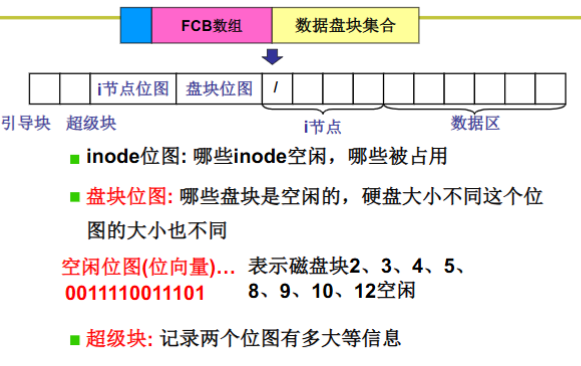 FCB数组 数据盘块集合
i节点位图 盘块位图 /
引导块 超级块 i节点 数据区
inode位图: 哪些inode空闲，哪些被占用
盘块位图: 哪些盘块是空闲的，硬盘大小不同这个位
图的大小也不同
空闲位图(位向量)… 表示磁盘块2、3、4、5、
0011110011101 8、9、10、12空闲
超级块: 记录两个位图有多大等信息